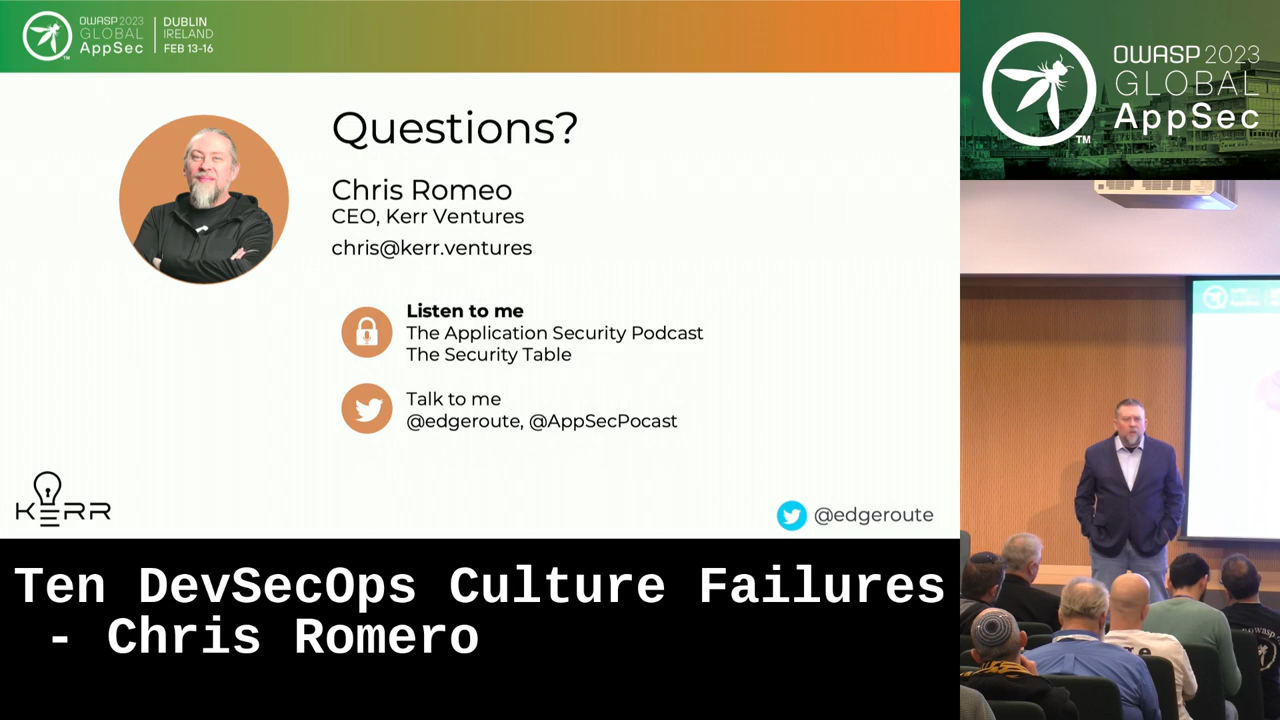 OWASP 2023
GLOBAL
AppSec
TM
DUBLIN
IRELAND
FEB 13-16
Questions?
Chris Romeo
CEO, Kerr Ventures
chris@kerr.ventures
Listen to me
The Application Security Podcast
The Security Table
Talk to me
@edgeroute, @AppSecPocast
KERR
@edgeroute
Ten DevSecOps Culture Failures
- Chris Romero
OWASP 2023
GLOBAL
AppSec
TM